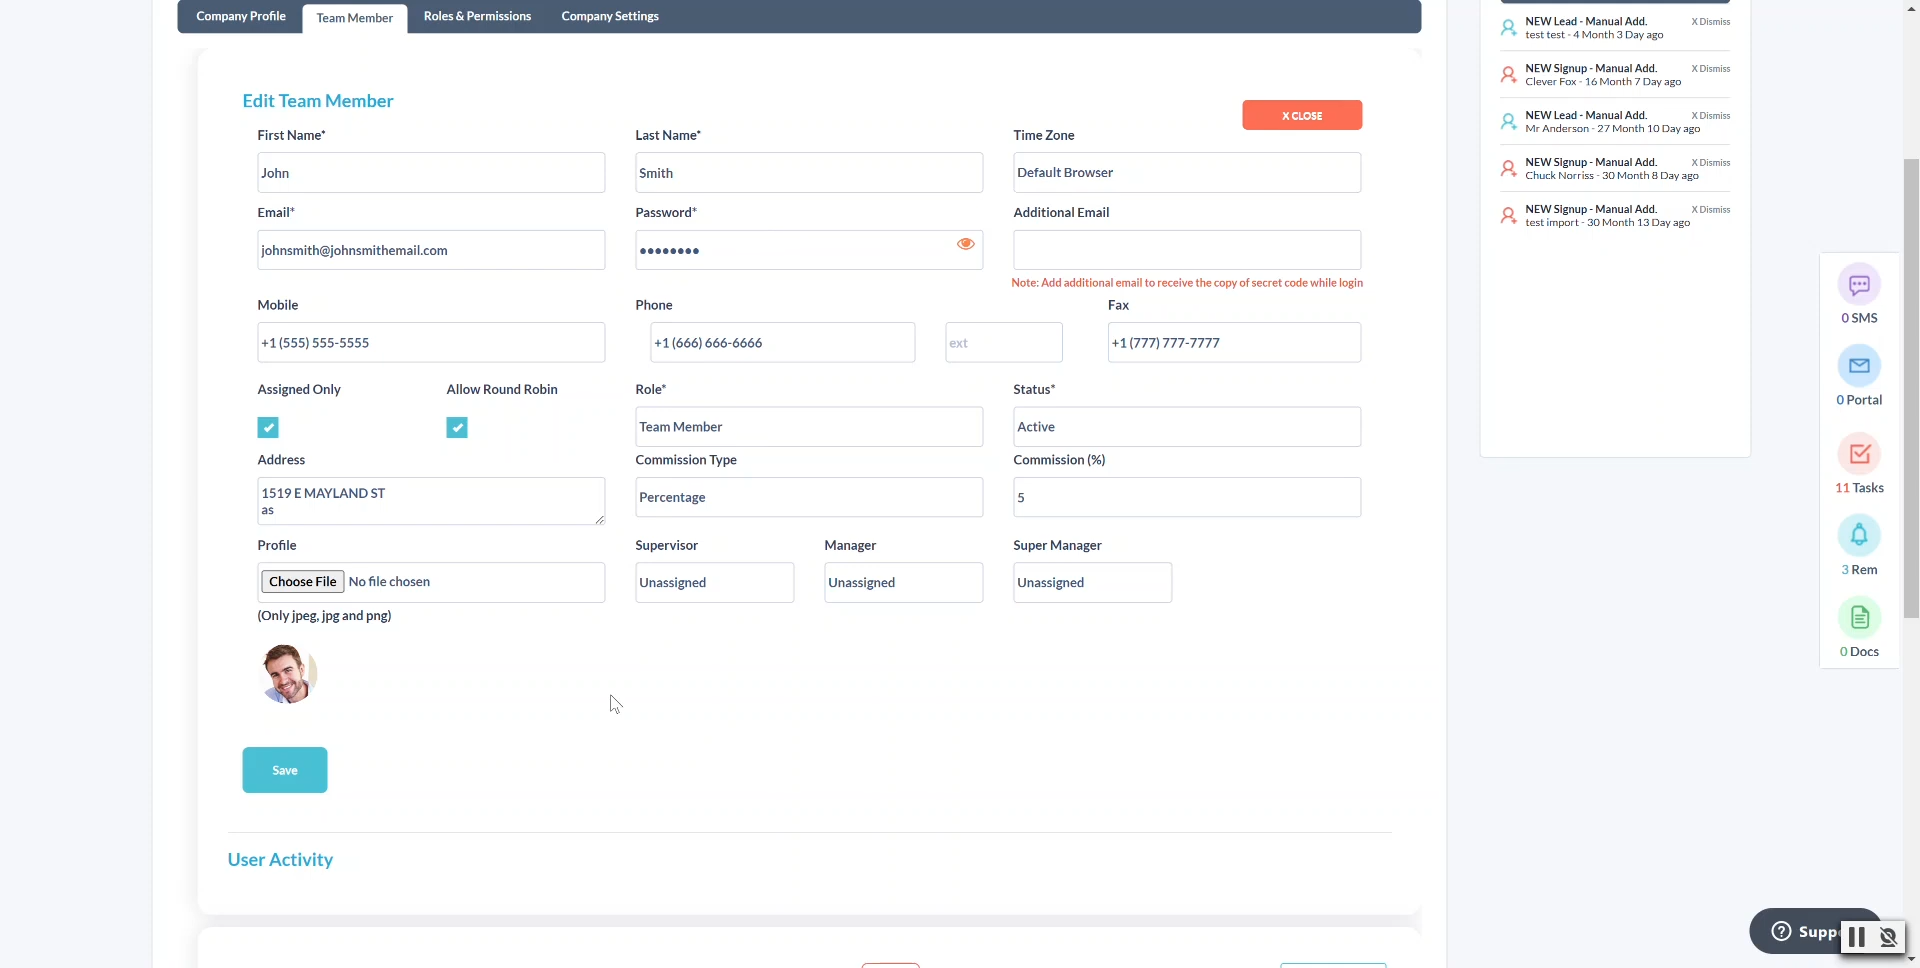 Company Profile
Team Member
Roles & Permissions
Company Settings
Edit Team Member
X CLOSE
First Name*
Last Name*
Time Zone
John
Smith
Default Browser
Email*
Password*
Additional Email
johnsmith@johnsmithemail.com
••••••••
Note: Add additional email to receive the copy of secret code while login
Mobile
Phone
Fax
+1 (555) 555-5555
+1 (666) 666-6666
ext
+1 (777) 777-7777
Assigned Only
Allow Round Robin
Role*
Status*
Team Member
Active
Address
Commission Type
Commission (%)
1519 E MAYLAND ST
as
Percentage
5
Profile
Supervisor
Manager
Super Manager
Choose File No file chosen
Unassigned
Unassigned
Unassigned
(Only jpeg, jpg and png)
Save
User Activity
NEW Lead - Manual Add.
X Dismiss
test test - 4 Month 3 Day ago
NEW Signup - Manual Add.
X Dismiss
Clever Fox - 16 Month 7 Day ago
NEW Lead - Manual Add.
X Dismiss
Mr Anderson - 27 Month 10 Day ago
NEW Signup - Manual Add.
X Dismiss
Chuck Norriss - 30 Month 8 Day ago
NEW Signup - Manual Add.
X Dismiss
test import - 30 Month 13 Day ago
0 SMS
0 Portal
11 Tasks
3 Rem
0 Docs